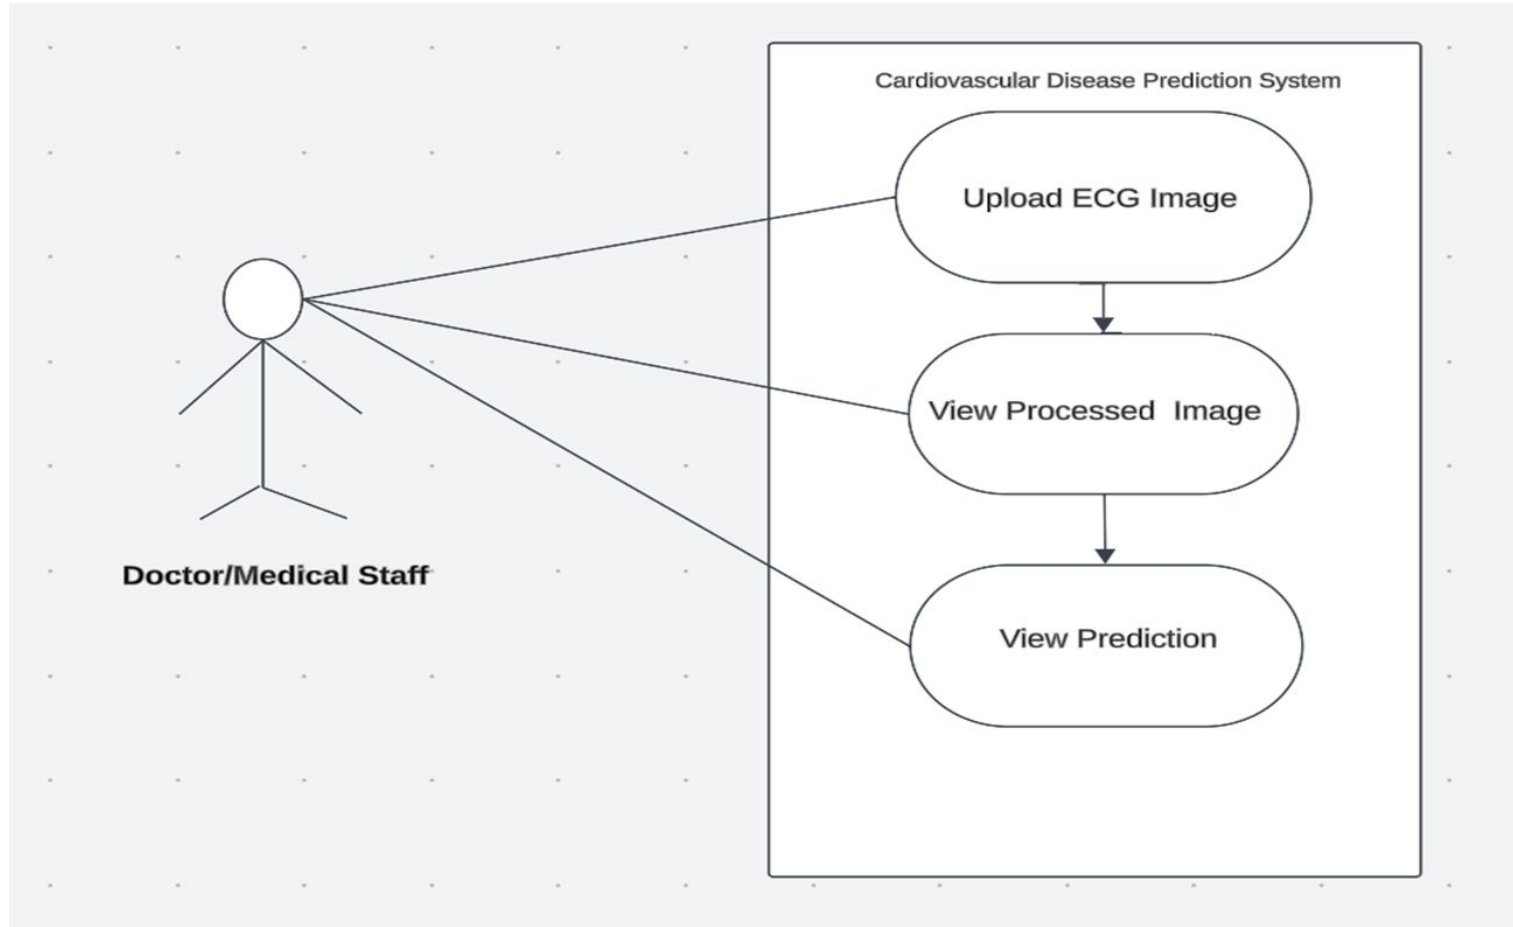 Cardiovascular Disease Prediction System
Upload ECG Image
View Processed  Image
View Prediction
Doctor/Medical Staff